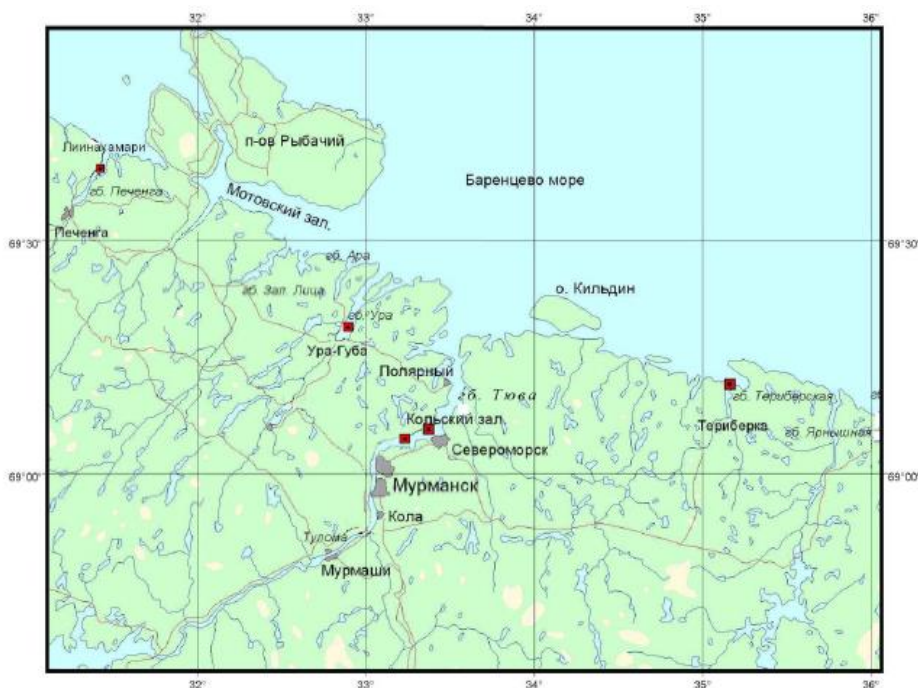 32°
33°
34°
35°
36°
п-ов Рыбачий
Лиинахамари
Баренцево море
гб. Печенга
Мотовский зал.
Печенга
69°30'
69°30'
гб. Ара
гб. Зап. Лица
о. Кильдин
гб. Ура
Ура-Губа
Полярный
гб. Тюва
гб. Териберская
Кольский зал.
Териберка
гб. Ярнышная
Североморск
69°00'
69°00'
Мурманск
Кола
Тулома
Мурмаши
32°
33°
34°
35°
36°